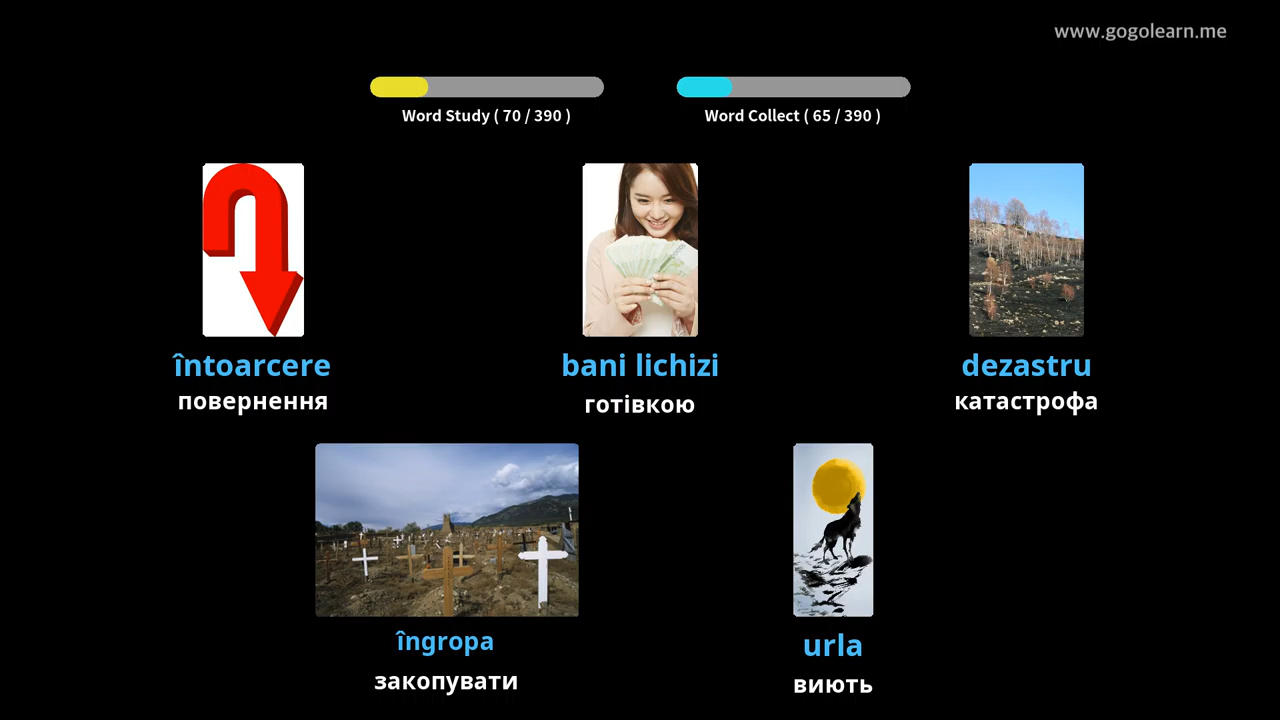 www.gogolearn.me
Word Study ( 70 / 390 )
Word Collect ( 65 / 390 )
întoarcere
повернення
bani lichizi
готівкою
dezastru
катастрофа
îngropa
закопувати
urla
виють